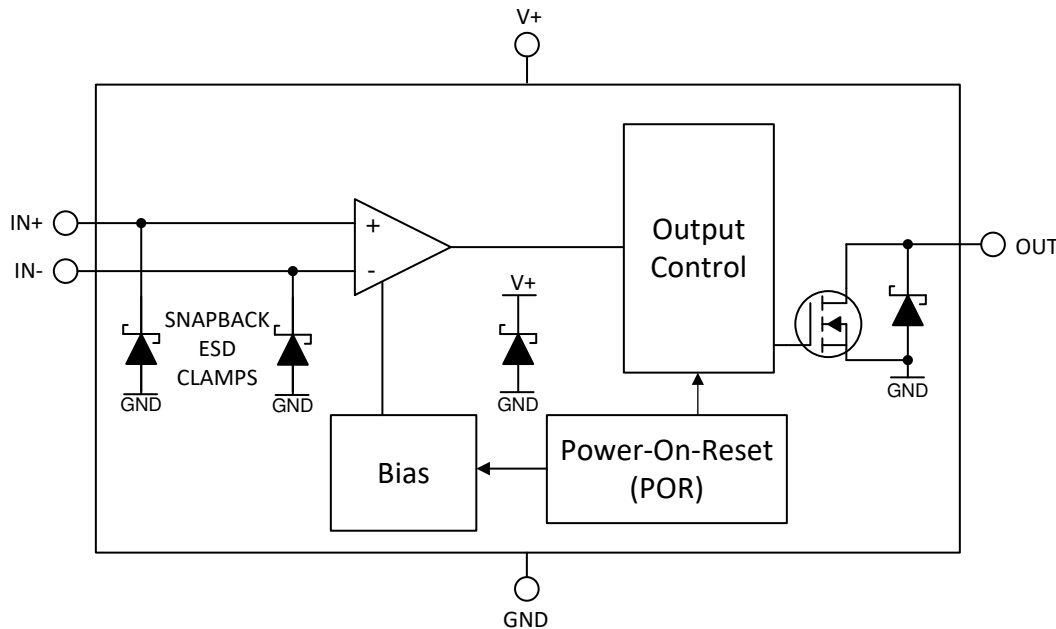 V+
IN+
IN-
+
-
Output
Control
OUT
V+
SNAPBACK
ESD
CLAMPS
GND
GND
GND
GND
Bias
Power-On-Reset
(POR)
GND